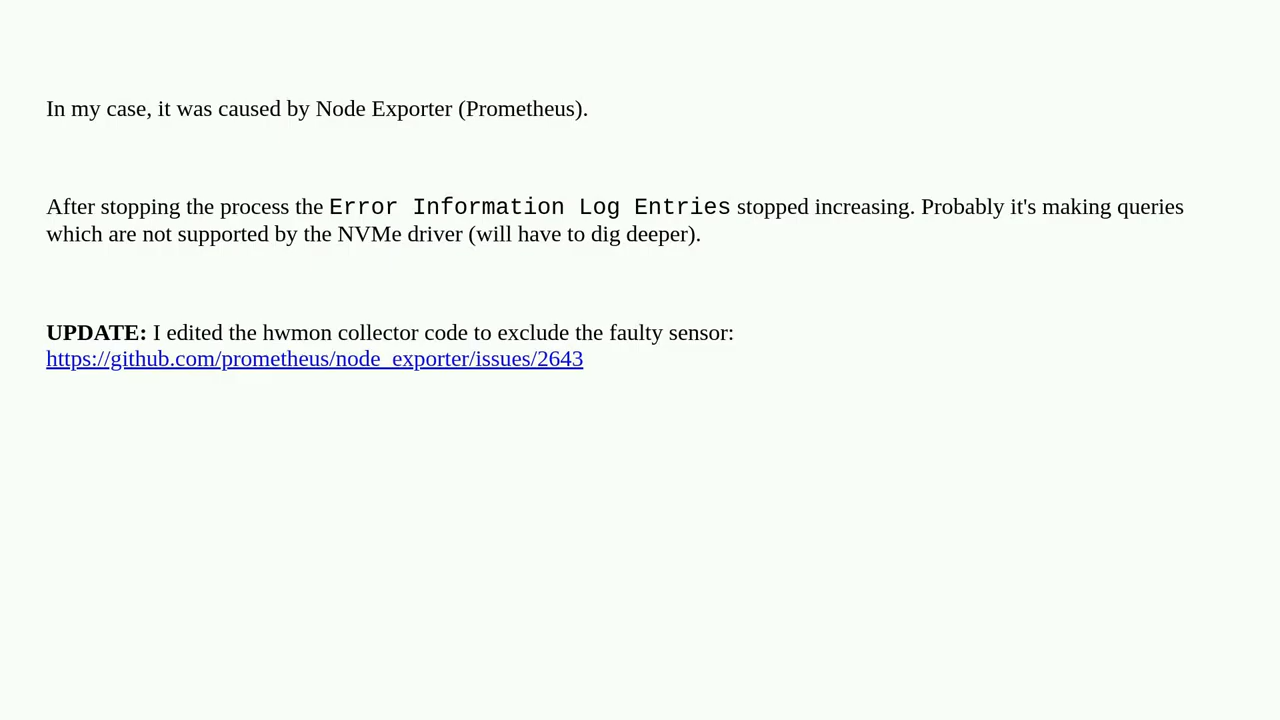 In my case, it was caused by Node Exporter (Prometheus).
After stopping the process the Error Information Log Entries stopped increasing. Probably it's making queries
which are not supported by the NVMe driver (will have to dig deeper).
UPDATE: I edited the hwmon collector code to exclude the faulty sensor:
https://github.com/prometheus/node_exporter/issues/2643